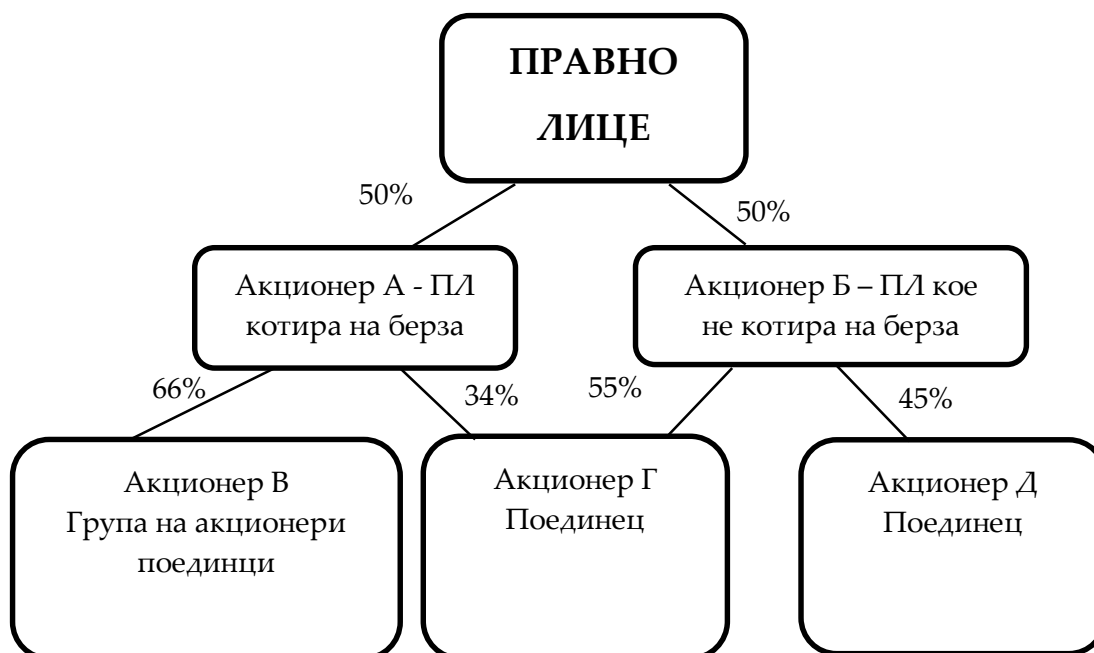 ПРАВНО
ЛИЦЕ
50%
50%
Акционер А - ПЛ
котира на берза
Акционер Б – ПЛ кое
не котира на берза
66%
34%
55%
45%
Акционер В
Група на акционери
поединци
Акционер Г
Поединец
Акционер Д
Поединец